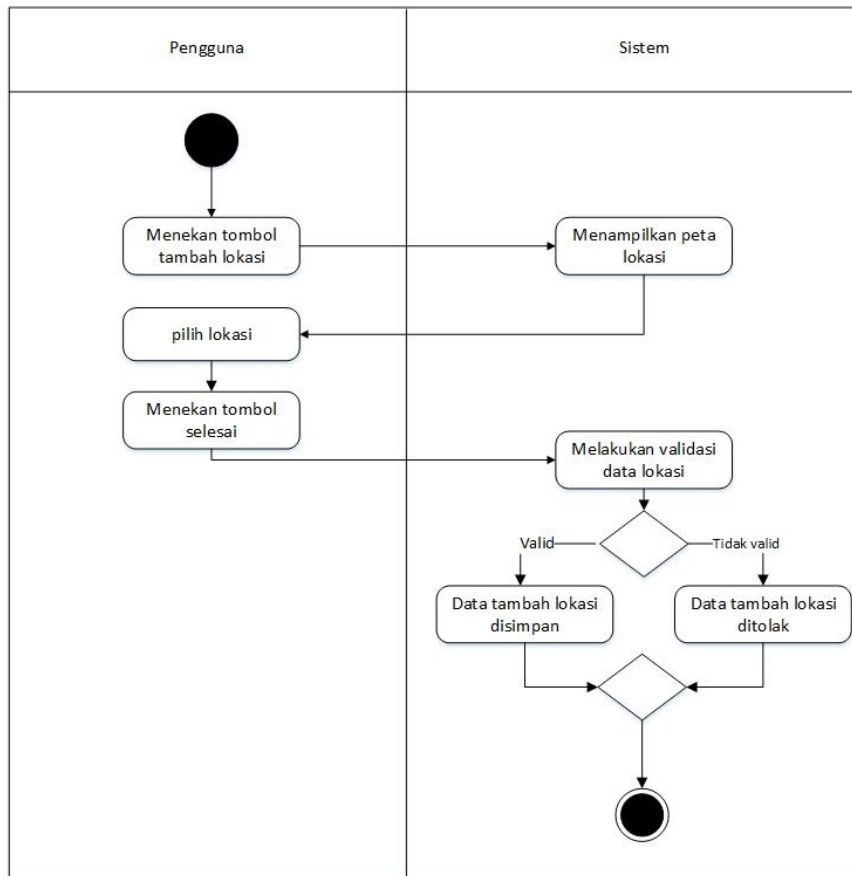 Pengguna
Sistem
Menekan tombol
tambah lokasi
Menampilkan peta
lokasi
pilih lokasi
Menekan tombol
selesai
Melakukan validasi
data lokasi
Valid
Tidak valid
Data tambah lokasi
disimpan
Data tambah lokasi
ditolak